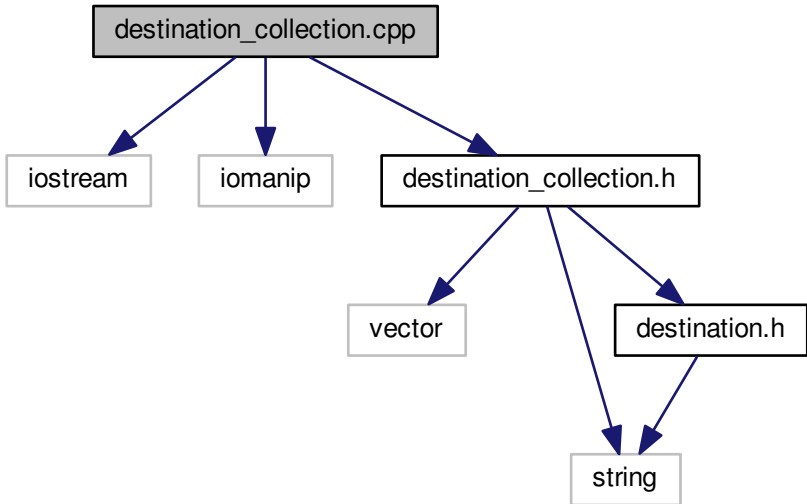 destination_collection.cpp
iostream
iomanip
destination_collection.h
vector
destination.h
string